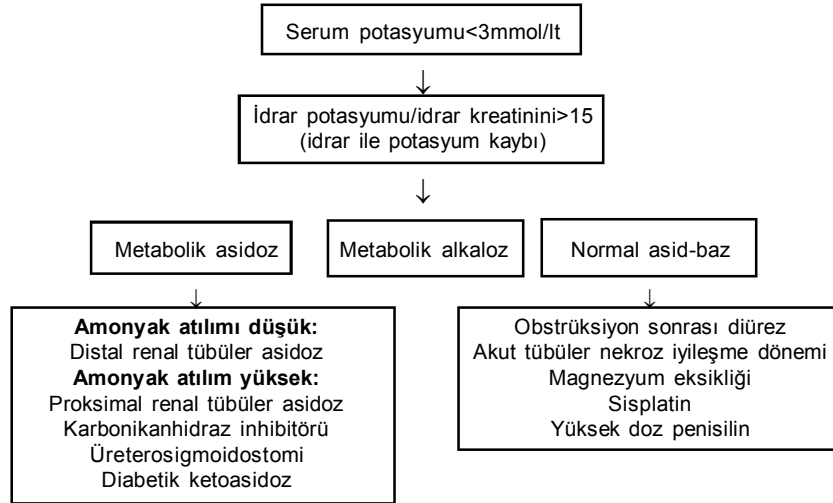 Serum potasyumu<3mmol/lt
↓
İdrar potasyumu/idrar kreatinini>15
(idrar ile potasyum kaybı)
↓
Metabolik asidoz
Metabolik alkaloz
Normal asid-baz
↓
↓
Amonyak atılımı düşük:
Distal renal tübüler asidoz
Amonyak atılım yüksek:
Proksimal renal tübüler asidoz
Karbonikanhidraz inhibitörü
Üreterosigmoidostomi
Diabetik ketoasidoz
Obstrüksiyon sonrası diürez
Akut tübüler nekroz iyileşme dönemi
Magnezyum eksikliği
Sisplatin
Yüksek doz penisilin